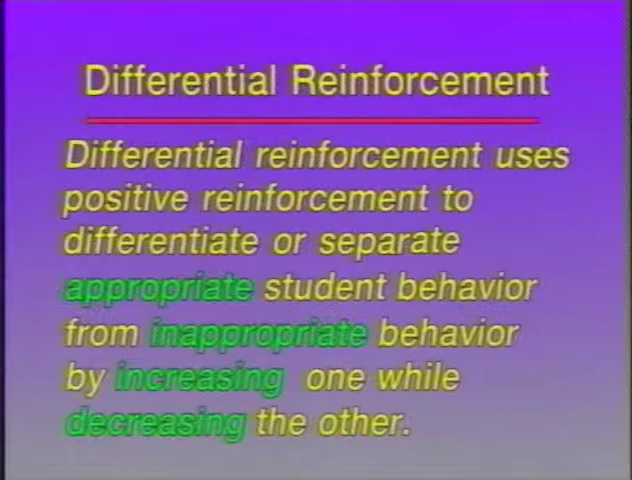 Differential Reinforcement
Differential reinforcement uses
positive reinforcement to
differentiate or separate
appropriate student behavior
from inappropriate behavior
by increasing one while
decreasing the other.